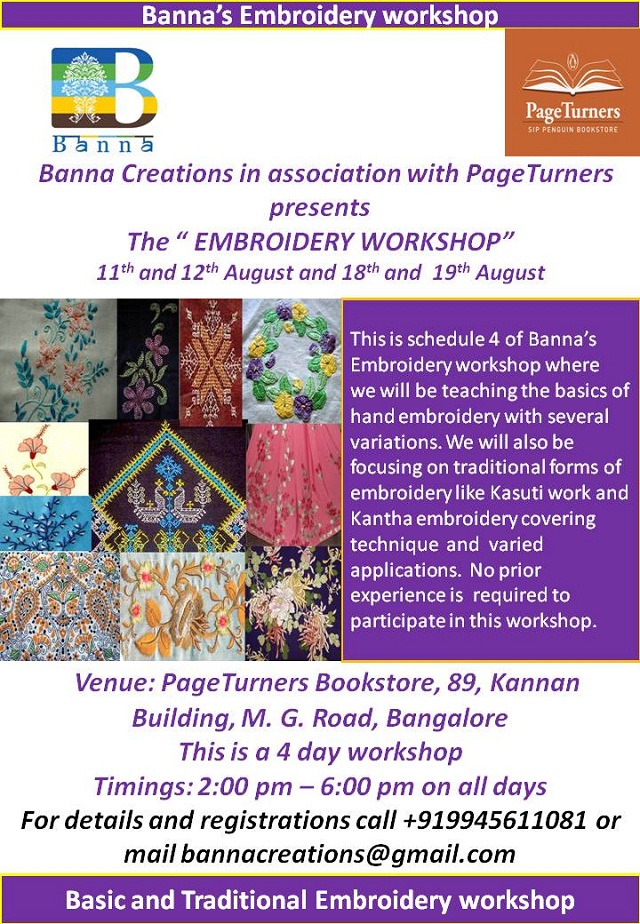 Banna's Embroidery workshop
B
Banna
PageTurners
SIP PENGUIN BOOKSTORE
Banna Creations in association with PageTurners
presents
The " EMBROIDERY WORKSHOP"
11th and 12th August and 18th and 19th August
This is schedule 4 of Banna's
Embroidery workshop where
we will be teaching the basics of
hand embroidery with several
variations. We will also be
focusing on traditional forms of
embroidery like Kasuti work and
Kantha embroidery covering
technique and varied
applications. No prior
experience is required to
participate in this workshop.
Venue: PageTurners Bookstore, 89, Kannan
Building, M. G. Road, Bangalore
This is a 4 day workshop
Timings: 2:00 pm – 6:00 pm on all days
For details and registrations call +919945611081 or
mail bannacreations@gmail.com
Basic and Traditional Embroidery workshop